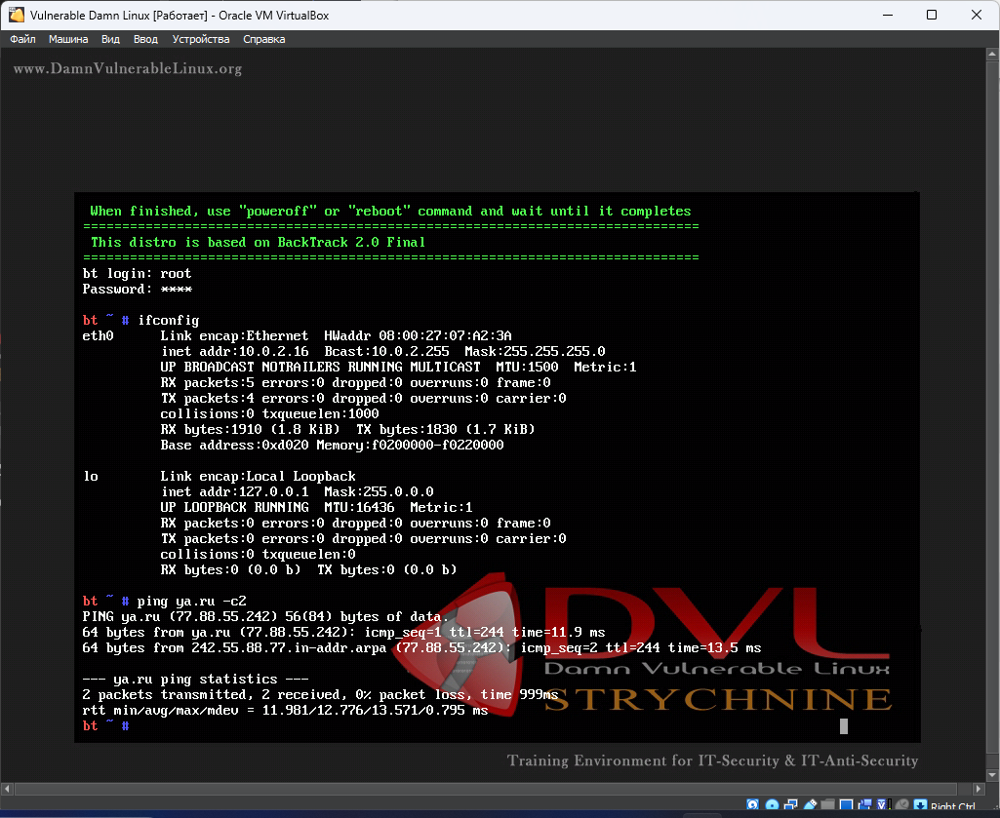 Vulnerable Damn Linux [Работает] - Oracle VM VirtualBox
Файл Машина Вид Ввод Устройства Справка
www.DamnVulnerableLinux.org
When finished, use "poweroff" or "reboot" command and wait until it completes
===============================================================================
This distro is based on BackTrack 2.0 Final
===============================================================================
bt login: root
Password: ****
bt ~ # ifconfig
eth0 Link encap:Ethernet HWaddr 08:00:27:07:A2:3A
inet addr:10.0.2.16 Bcast:10.0.2.255 Mask:255.255.255.0
UP BROADCAST NOTRAILERS RUNNING MULTICAST MTU:1500 Metric:1
RX packets:5 errors:0 dropped:0 overruns:0 frame:0
TX packets:4 errors:0 dropped:0 overruns:0 carrier:0
collisions:0 txqueuelen:1000
RX bytes:1910 (1.8 KiB) TX bytes:1830 (1.7 KiB)
Base address:0xd020 Memory:f0200000-f0220000
lo Link encap:Local Loopback
inet addr:127.0.0.1 Mask:255.0.0.0
UP LOOPBACK RUNNING MTU:16436 Metric:1
RX packets:0 errors:0 dropped:0 overruns:0 frame:0
TX packets:0 errors:0 dropped:0 overruns:0 carrier:0
collisions:0 txqueuelen:0
RX bytes:0 (0.0 b) TX bytes:0 (0.0 b)
bt ~ # ping ya.ru -c2
PING ya.ru (77.88.55.242) 56(84) bytes of data.
64 bytes from ya.ru (77.88.55.242): icmp_seq=1 ttl=244 time=11.9 ms
64 bytes from 242.55.88.77.in-addr.arpa (77.88.55.242): icmp_seq=2 ttl=244 time=13.5 ms
--- ya.ru ping statistics ---
2 packets transmitted, 2 received, 0% packet loss, time 999ms
rtt min/avg/max/mdev = 11.981/12.776/13.571/0.795 ms
bt ~ #
DVL
Damn Vulnerable Linux
STRYCHNINE
Training Environment for IT-Security & IT-Anti-Security
Right Ctrl